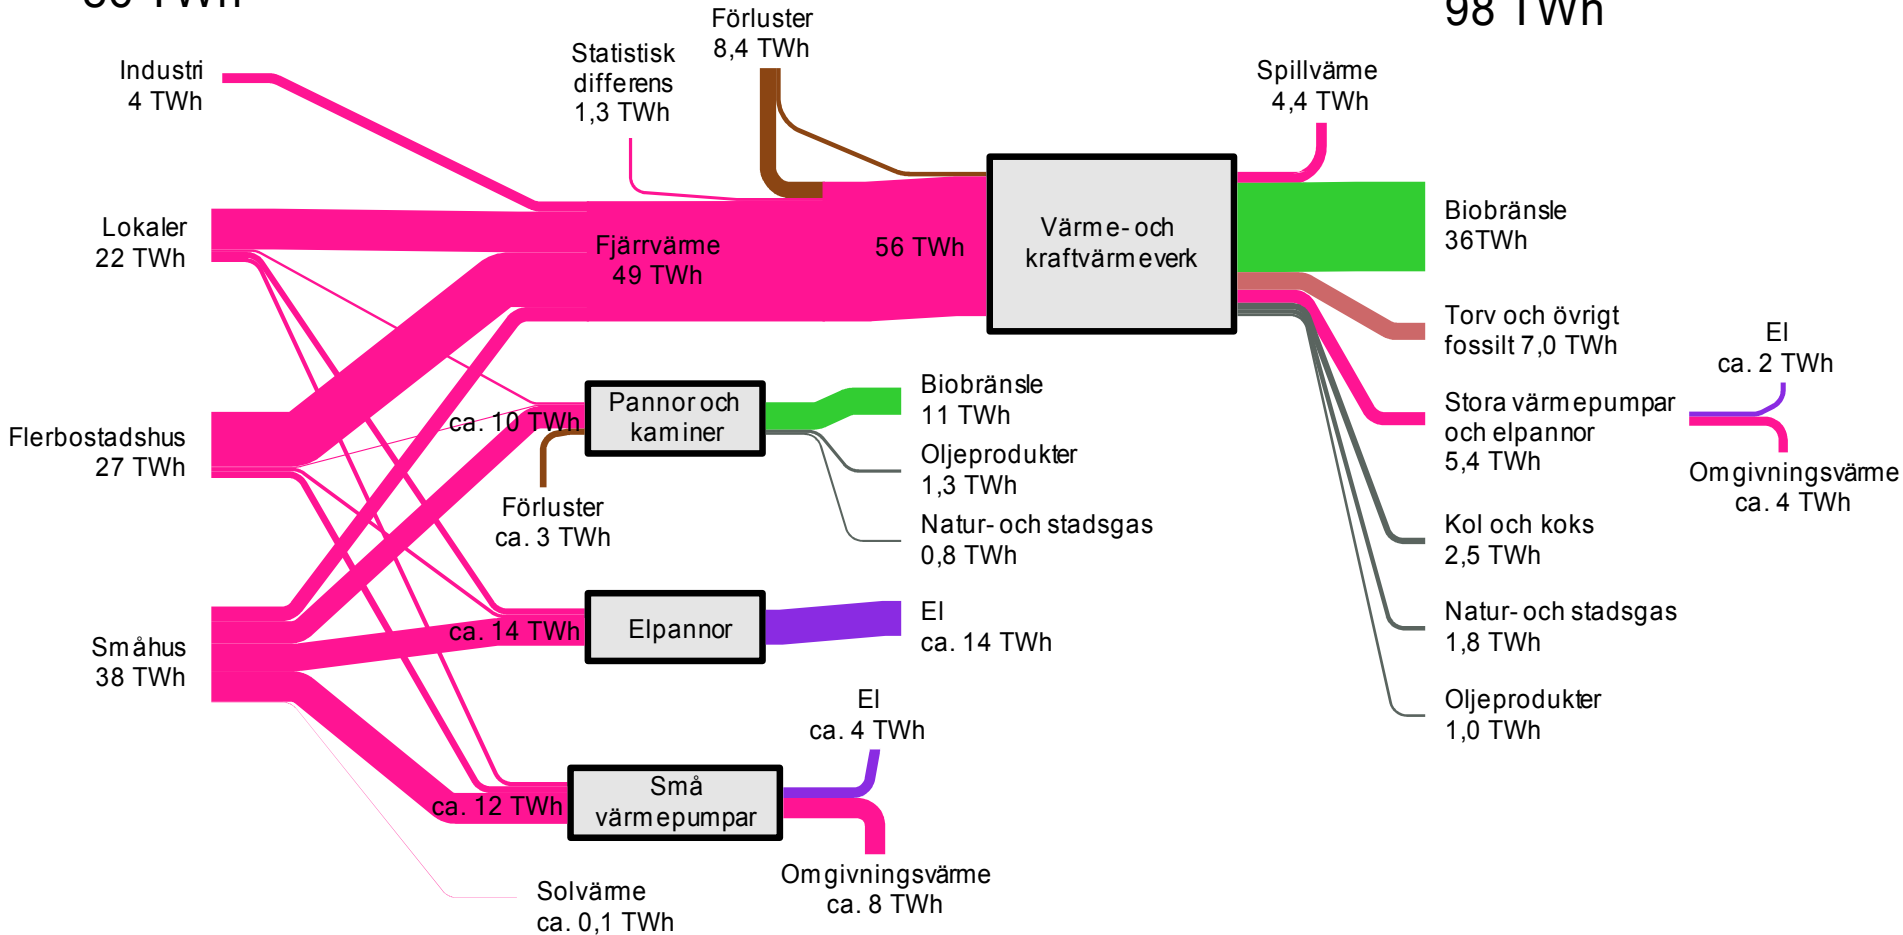 98 TWh
Industri
4 TWh
Statistisk
differens
1,3 TWh
Förluster
8,4 TWh
Spillvärme
4,4 TWh
Lokaler
22 TWh
Fjärrvärme
49 TWh
56 TWh
Värme- och
kraftvärmeverk
Biobränsle
36TWh
Torv och övrigt
fossilt 7,0 TWh
El
ca. 2 TWh
Stora värmepumpar
och elpannor
5,4 TWh
Omgivningsvärme
ca. 4 TWh
Kol och koks
2,5 TWh
Natur- och stadsgas
1,8 TWh
Oljeprodukter
1,0 TWh
Flerbostadshus
27 TWh
ca. 10 TWh
Pannor och
kaminer
Biobränsle
11 TWh
Oljeprodukter
1,3 TWh
Natur- och stadsgas
0,8 TWh
Förluster
ca. 3 TWh
Småhus
38 TWh
ca. 14 TWh
Elpannor
El
ca. 14 TWh
El
ca. 4 TWh
ca. 12 TWh
Små
värmepumpar
Omgivningsvärme
ca. 8 TWh
Solvärme
ca. 0,1 TWh